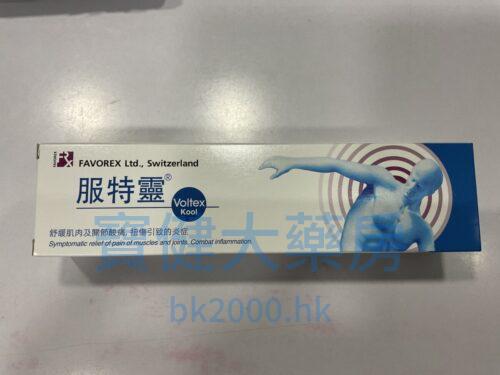 FAVOREX
FAVOREX Ltd., Switzerland
服特靈®
Voltex
Kool
舒緩肌肉及關節酸痛, 扭傷引致的炎症
Symptomatic relief of pain of muscles and joints. Combat inflammation.
寶健大藥房
bk2000.hk